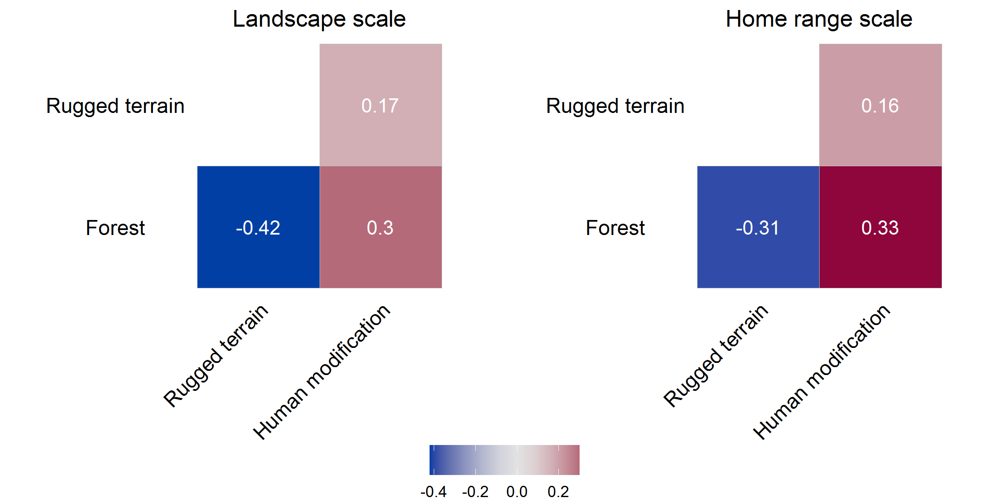 Landscape scale
Rugged terrain
0.17
Forest
-0.42
0.3
Rugged terrain
Human modification
Home range scale
Rugged terrain
0.16
Forest
-0.31
0.33
Rugged terrain
Human modification
-0.4 -0.2 0.0 0.2